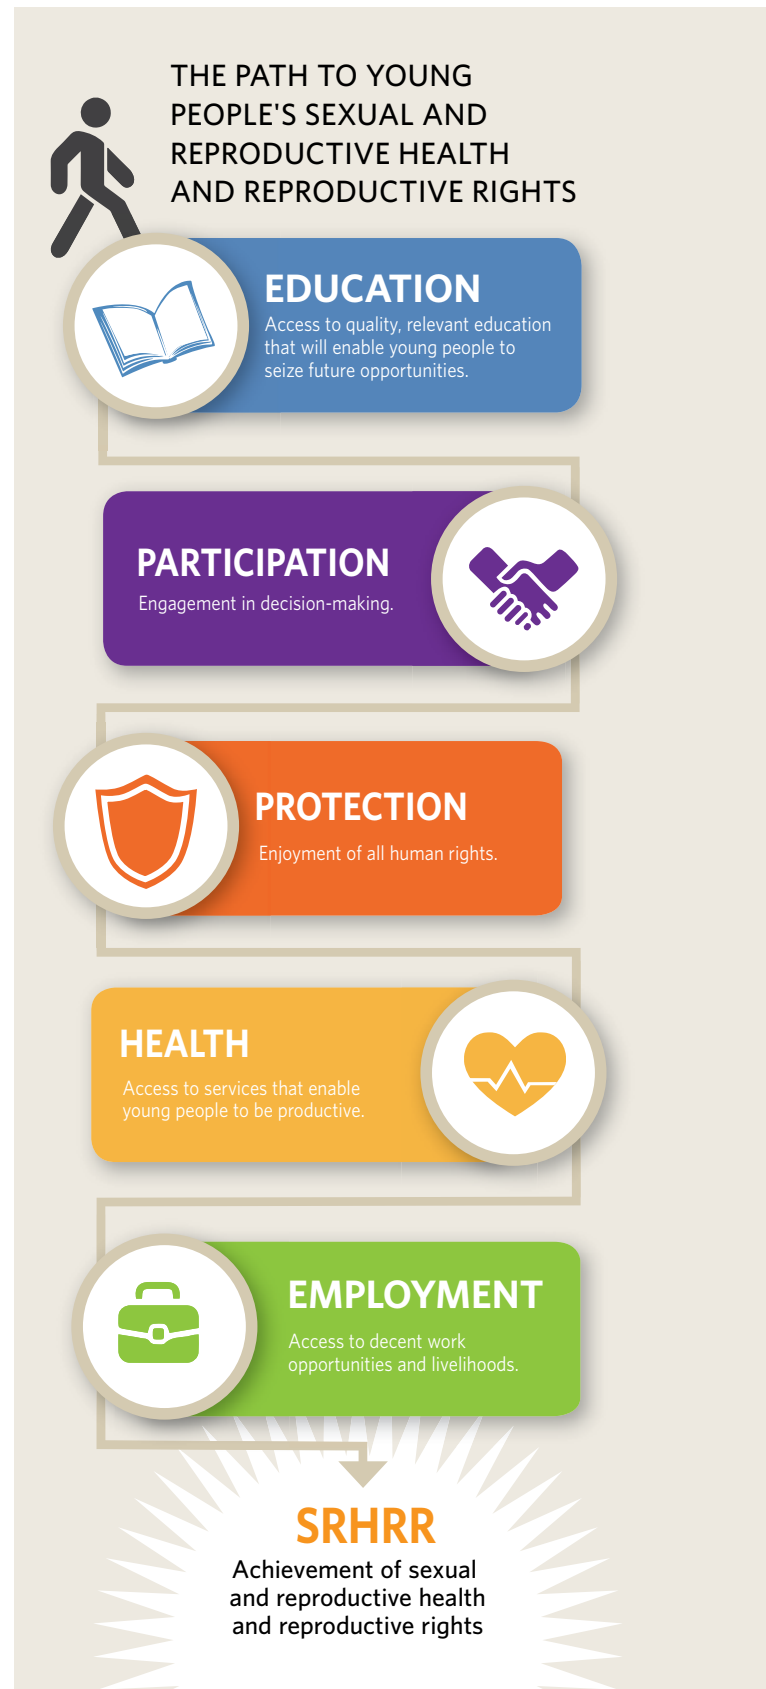 THE PATH TO YOUNG
PEOPLE'S SEXUAL AND
REPRODUCTIVE HEALTH
AND REPRODUCTIVE RIGHTS
EDUCATION
Access to quality, relevant education
that will enable young people to
seize future opportunities.
PARTICIPATION
Engagement in decision-making.
PROTECTION
Enjoyment of all human rights.
HEALTH
Access to services that enable
young people to be productive.
EMPLOYMENT
Access to decent work
opportunities and livelihoods.
SRHRR
Achievement of sexual
and reproductive health
and reproductive rights